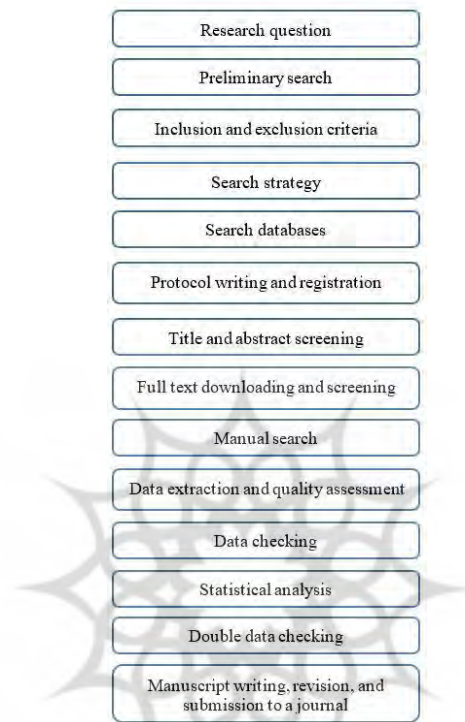 Research question
Preliminary search
Inclusion and exclusion criteria
Search strategy
Search databases
Protocol writing and registration
Title and abstract screening
Full text downloading and screening
Manual search
Data extraction and quality assessment
Data checking
Statistical analysis
Double data checking
Manuscript writing, revision, and
submission to a journal